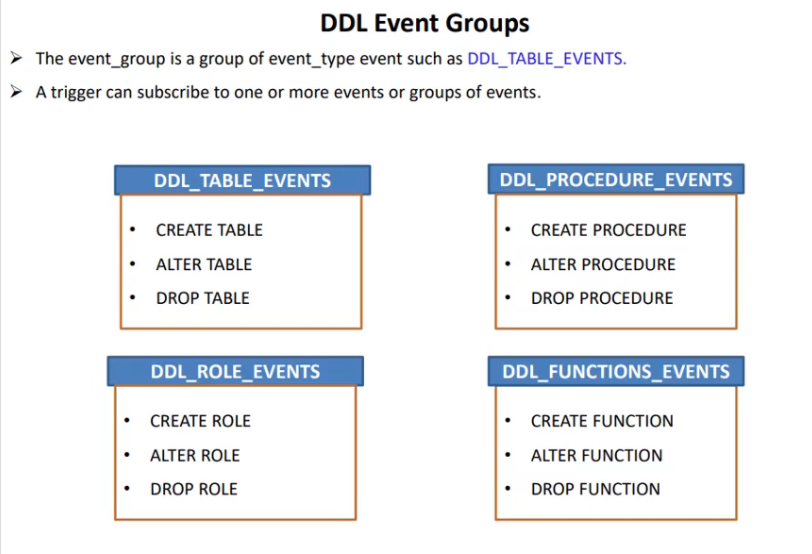 DDL Event Groups
➢ The event_group is a group of event_type event such as DDL_TABLE_EVENTS.
➢ A trigger can subscribe to one or more events or groups of events.
DDL_TABLE_EVENTS
• CREATE TABLE
• ALTER TABLE
• DROP TABLE
DDL_PROCEDURE_EVENTS
• CREATE PROCEDURE
• ALTER PROCEDURE
• DROP PROCEDURE
DDL_ROLE_EVENTS
• CREATE ROLE
• ALTER ROLE
• DROP ROLE
DDL_FUNCTIONS_EVENTS
• CREATE FUNCTION
• ALTER FUNCTION
• DROP FUNCTION